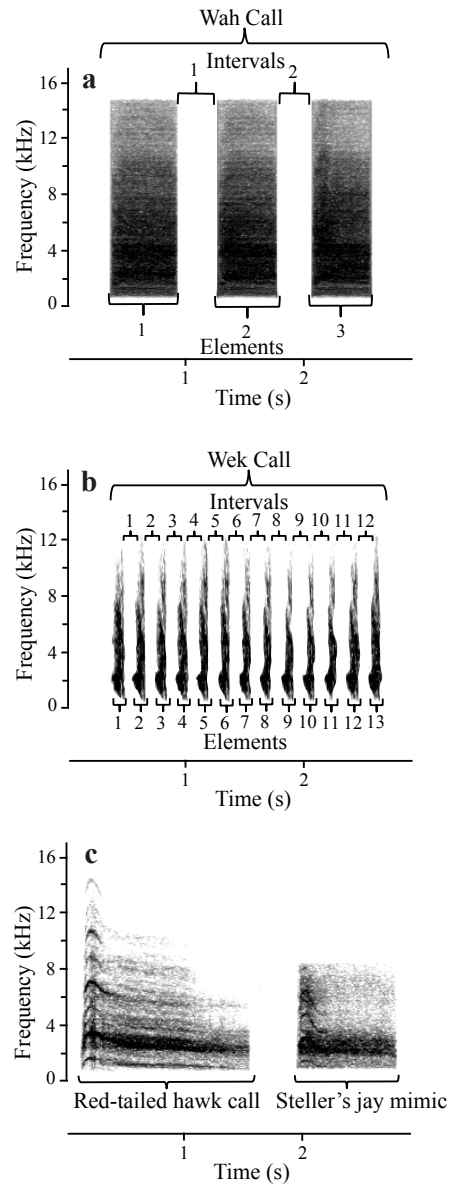 Wah Call
a
Intervals
1 2
16
12
8
4
0
Frequency (kHz)
1 2 3
Elements
1 2
Time (s)
Wek Call
b
Intervals
1 2 3 4 5 6 7 8 9 10 11 12
16
12
8
4
0
Frequency (kHz)
1 2 3 4 5 6 7 8 9 10 11 12 13
Elements
1 2
Time (s)
c
16
12
8
4
0
Frequency (kHz)
Red-tailed hawk call Steller’s jay mimic
1 2
Time (s)